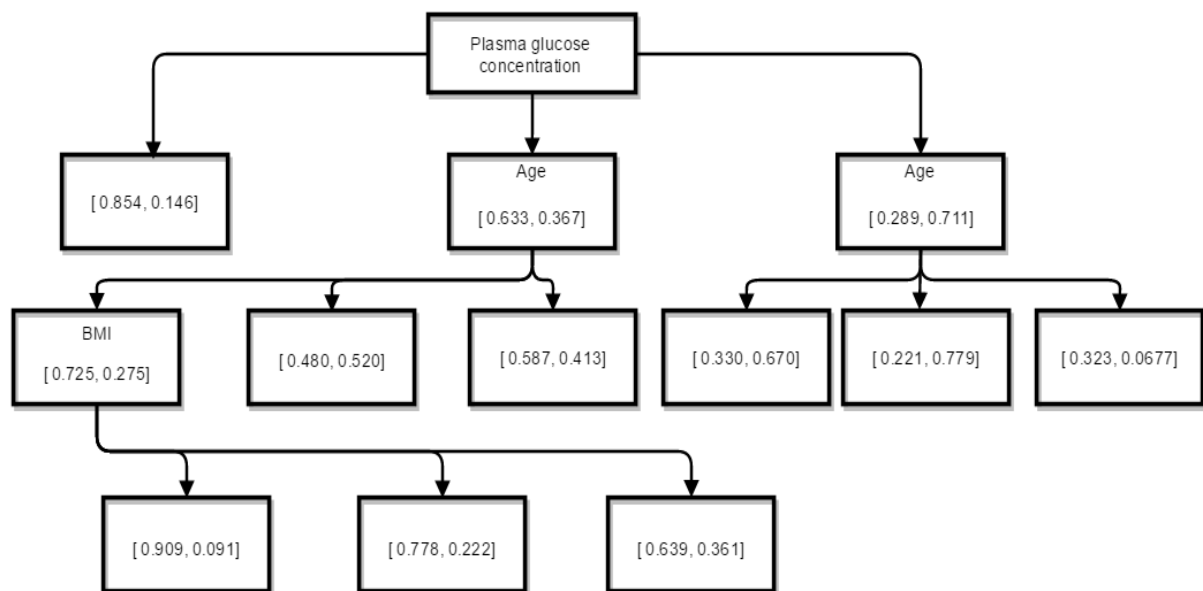 Plasma glucose
concentration
[ 0.854, 0.146]
Age
[ 0.633, 0.367]
Age
[ 0.289, 0.711]
BMI
[ 0.725, 0.275]
[ 0.480, 0.520]
[ 0.587, 0.413]
[ 0.330, 0.670]
[ 0.221, 0.779]
[ 0.323, 0.0677]
[ 0.909, 0.091]
[ 0.778, 0.222]
[ 0.639, 0.361]